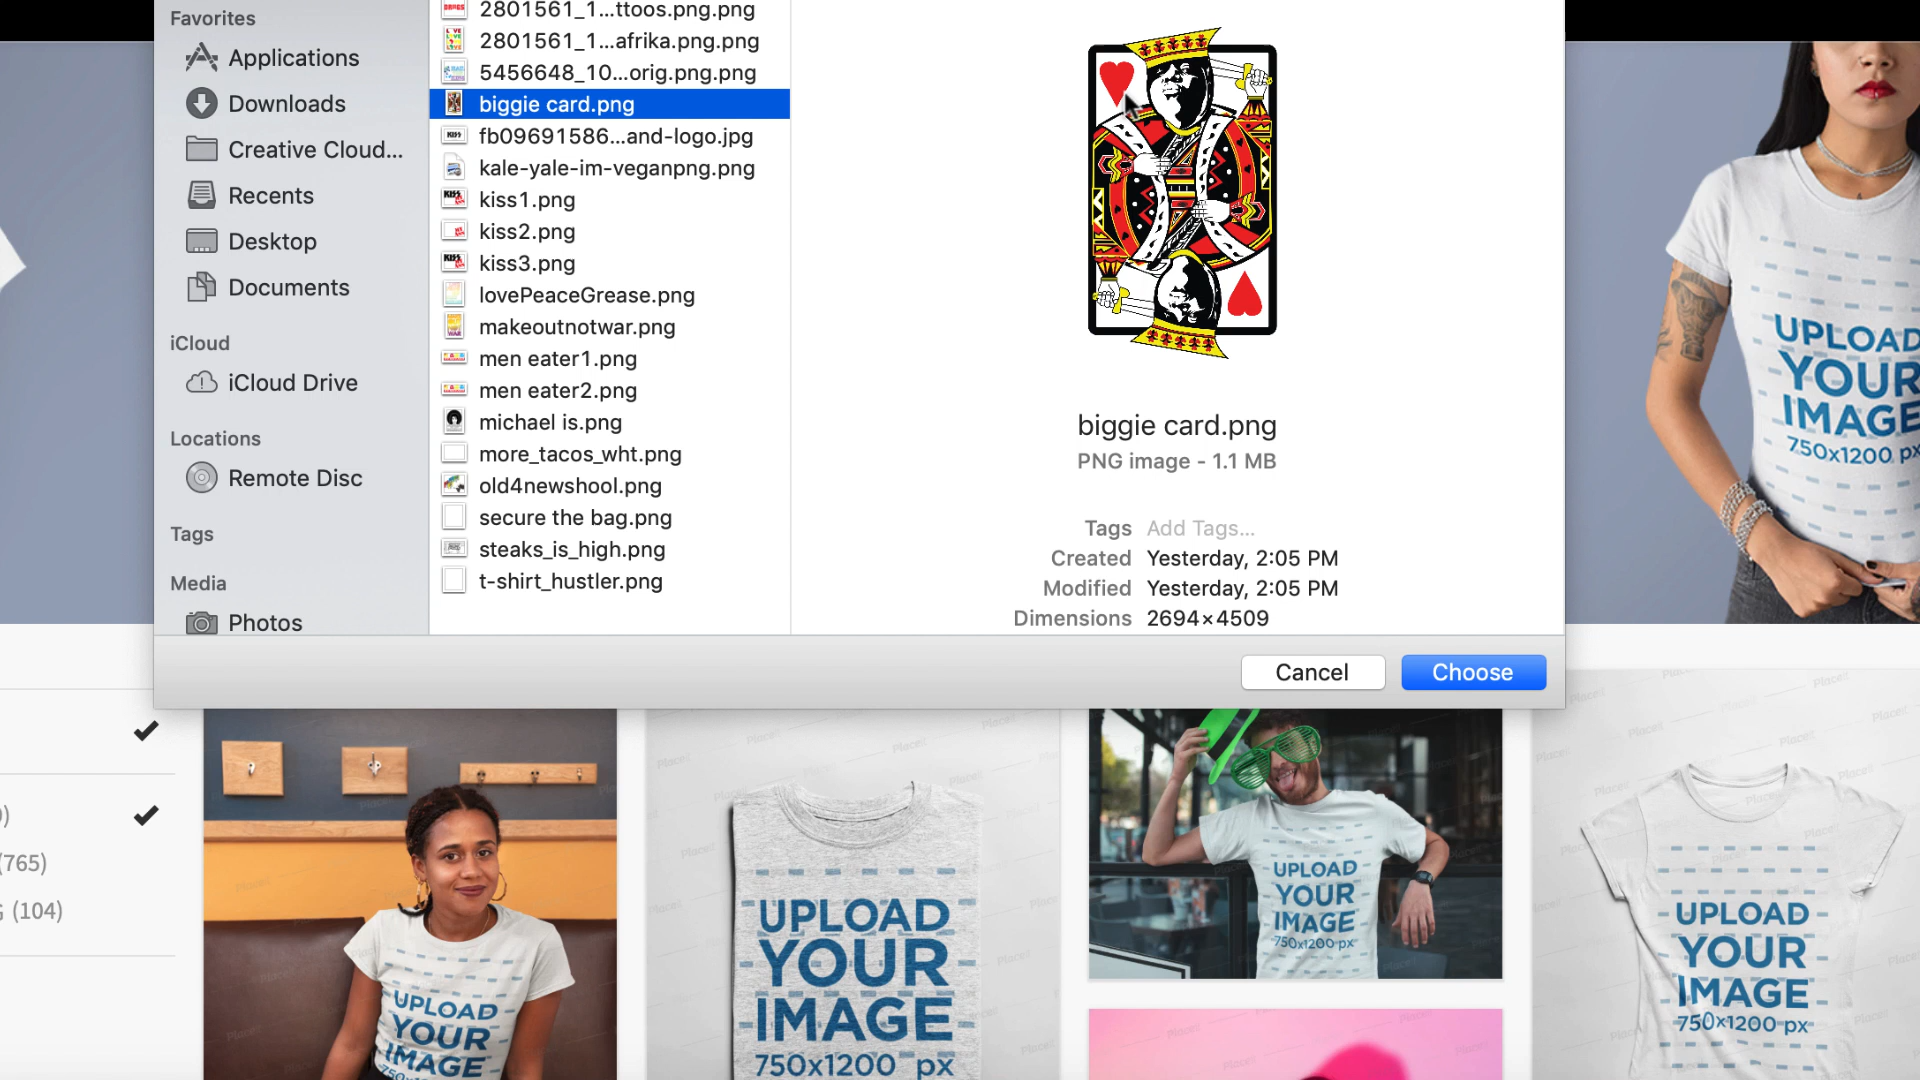 Favorites
Applications
Downloads
Creative Cloud...
Recents
Desktop
Documents
iCloud
iCloud Drive
Locations
Remote Disc
Tags
Media
Photos
2801561_1...ttoos.png.png
2801561_1...afrika.png.png
5456648_10...orig.png.png
biggie card.png
fb09691586...and-logo.jpg
kale-yale-im-veganpng.png
kiss1.png
kiss2.png
kiss3.png
lovePeaceGrease.png
makeoutnotwar.png
men eater1.png
men eater2.png
michael is.png
more_tacos_wht.png
old4newshool.png
secure the bag.png
steaks_is_high.png
t-shirt_hustler.png
biggie card.png
PNG image - 1.1 MB
Tags Add Tags...
Created Yesterday, 2:05 PM
Modified Yesterday, 2:05 PM
Dimensions 2694×4509
Cancel
Choose
UPLOAD
YOUR
IMAGE
750x1200 px
(765)
(104)
UPLOAD
YOUR
IMAGE
UPLOAD
YOUR
IMAGE
750x1200 px
UPLOAD
YOUR
IMAGE
750x1200 px
UPLOAD
YOUR
IMAGE
750x1200 px